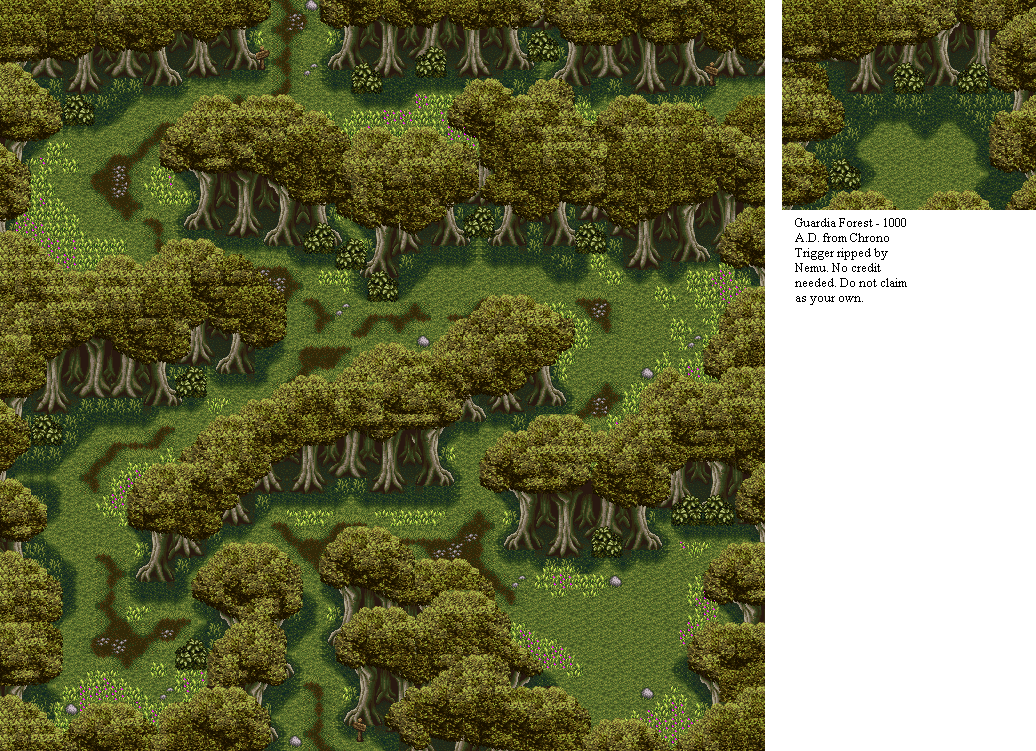 Guardia Forest - 1000
A.D. from Chrono
Trigger ripped by
Nemu. No credit
needed. Do not claim
as your own.